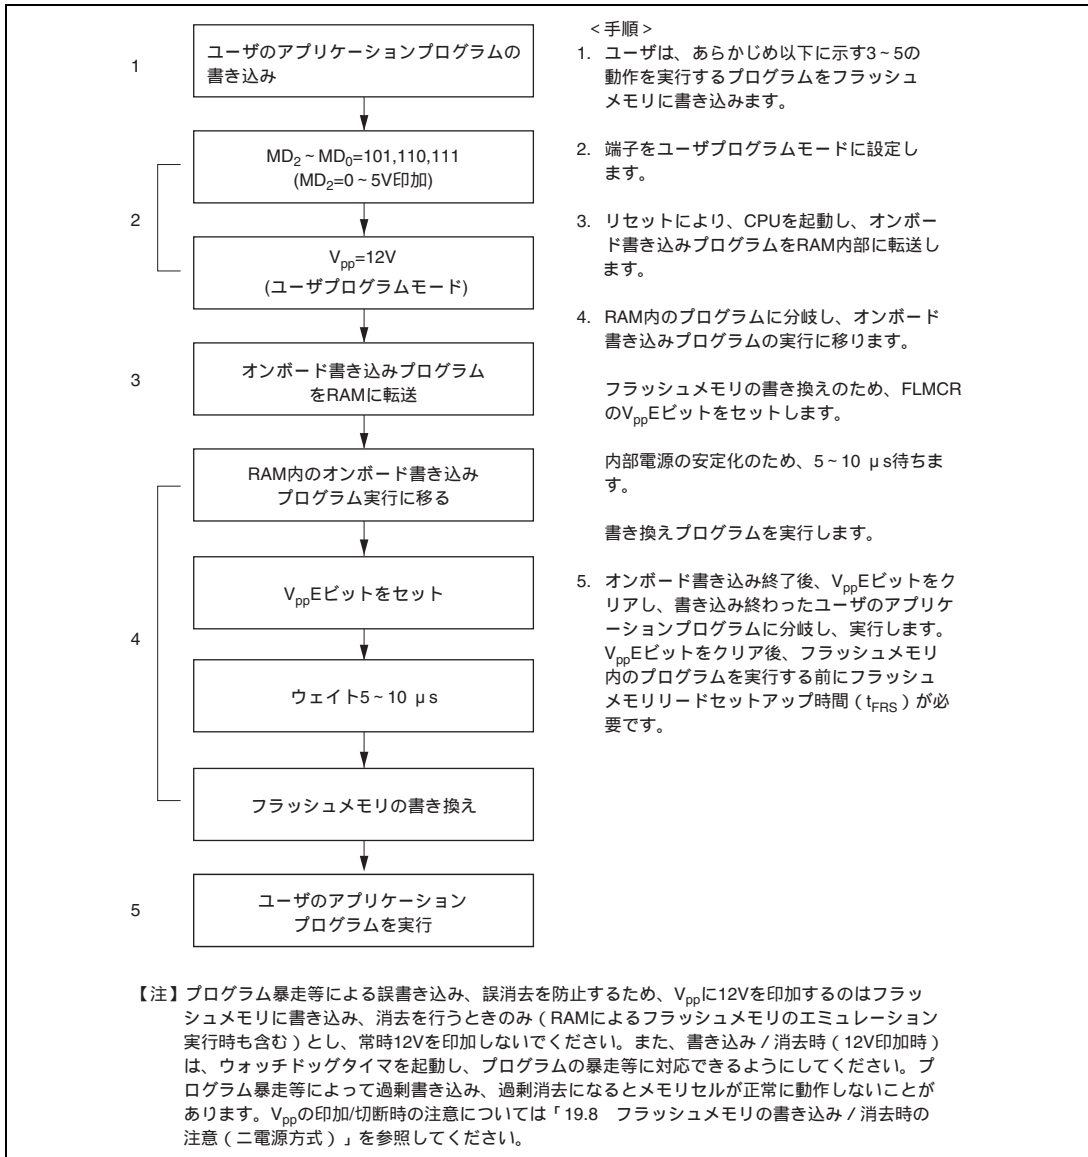 1
ユーザのアプリケーションプログラムの
書き込み
2
MD2~MD0=101,110,111
(MD2=0~5V印加)
Vpp=12V
(ユーザプログラムモード)
3
オンボード書き込みプログラム
をRAMに転送
4
RAM内のオンボード書き込み
プログラム実行に移る
VppEビットをセット
ウェイト5~10 μs
フラッシュメモリの書き換え
5
ユーザのアプリケーション
プログラムを実行
<手順>
1. ユーザは、あらかじめ以下に示す3~5の
動作を実行するプログラムをフラッシュ
メモリに書き込みます。
2. 端子をユーザプログラムモードに設定し
ます。
3. リセットにより、CPUを起動し、オンボー
ド書き込みプログラムをRAM内部に転送し
ます。
4. RAM内のプログラムに分岐し、オンボード
書き込みプログラムの実行に移ります。
フラッシュメモリの書き換えのため、FLMCR
のVppEビットをセットします。
内部電源の安定化のため、5~10 μs待ちま
す。
書き換えプログラムを実行します。
5. オンボード書き込み終了後、VppEビットをク
リアし、書き込み終わったユーザのアプリケ
ーションプログラムに分岐し、実行します。
VppEビットをクリア後、フラッシュメモリ
内のプログラムを実行する前にフラッシュ
メモリリードセットアップ時間(tFRS)が必
要です。
【注】プログラム暴走等による誤書き込み、誤消去を防止するため、Vppに12Vを印加するのはフラッ
シュメモリに書き込み、消去を行うときのみ(RAMによるフラッシュメモリのエミュレーション
実行時も含む)とし、常時12Vを印加しないでください。また、書き込み/消去時(12V印加時)
は、ウォッチドッグタイマを起動し、プログラムの暴走等に対応できるようにしてください。プ
ログラム暴走等によって過剰書き込み、過剰消去になるとメモリセルが正常に動作しないことが
あります。Vppの印加/切断時の注意については「19.8 フラッシュメモリの書き込み/消去時の
注意(二電源方式)」を参照してください。